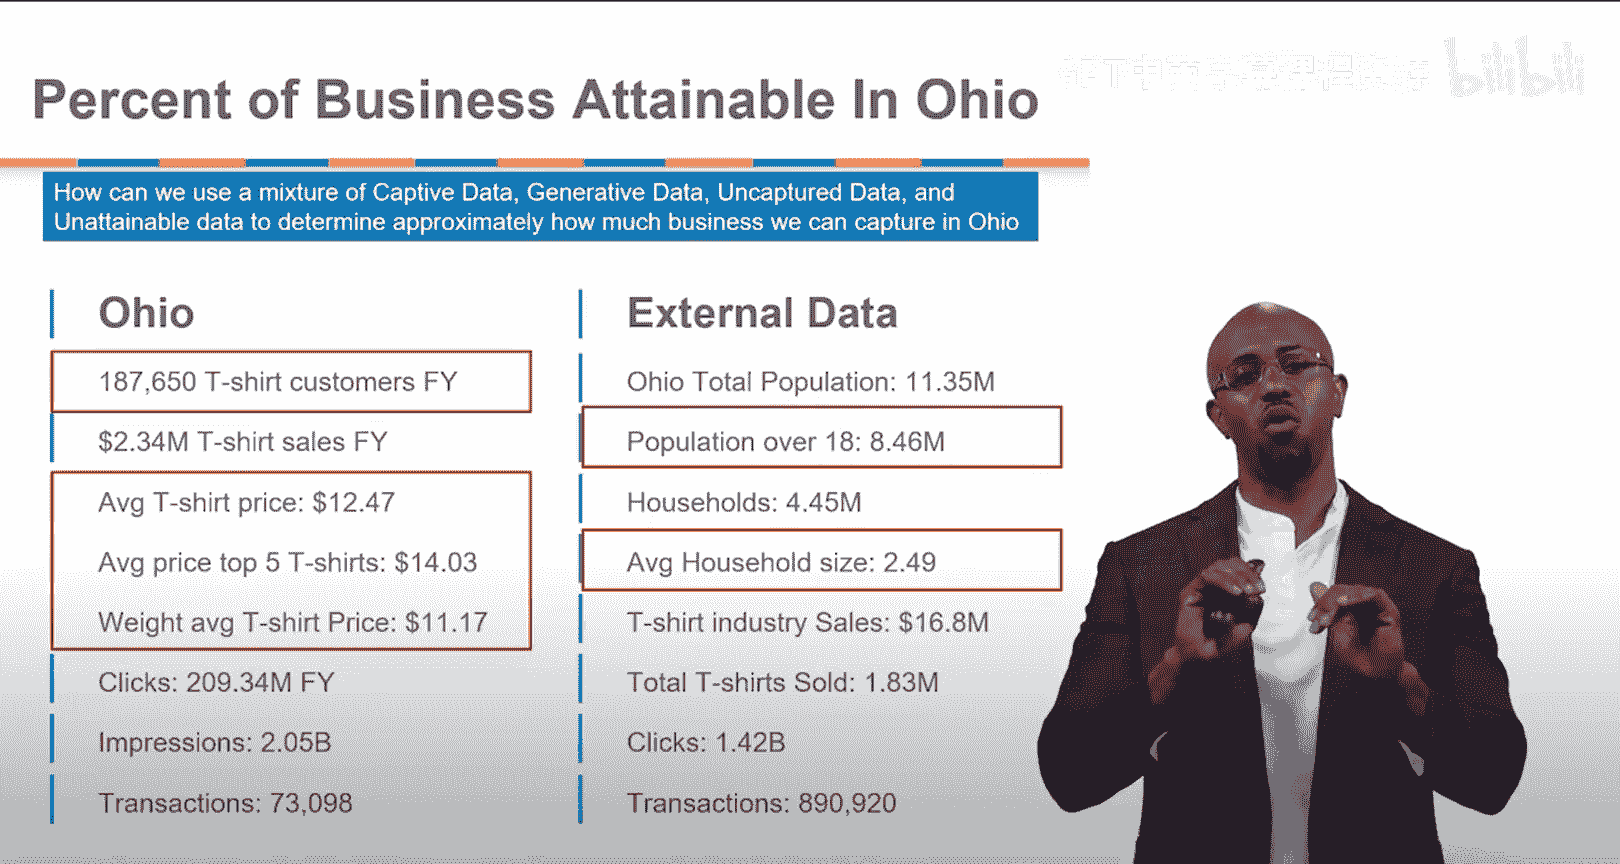 Percent of Business Attainable In Ohio
bilibili
How can we use a mixture of Captive Data, Generative Data, Uncaptured Data, and
Unattainable data to determine approximately how much business we can capture in Ohio
Ohio
187,650 T-shirt customers FY
$2.34M T-shirt sales FY
Avg T-shirt price: $12.47
Avg price top 5 T-shirts: $14.03
Weight avg T-shirt Price: $11.17
Clicks: 209.34M FY
Impressions: 2.05B
Transactions: 73,098
External Data
Ohio Total Population: 11.35M
Population over 18: 8.46M
Households: 4.45M
Avg Household size: 2.49
T-shirt industry Sales: $16.8M
Total T-shirts Sold: 1.83M
Clicks: 1.42B
Transactions: 890,920